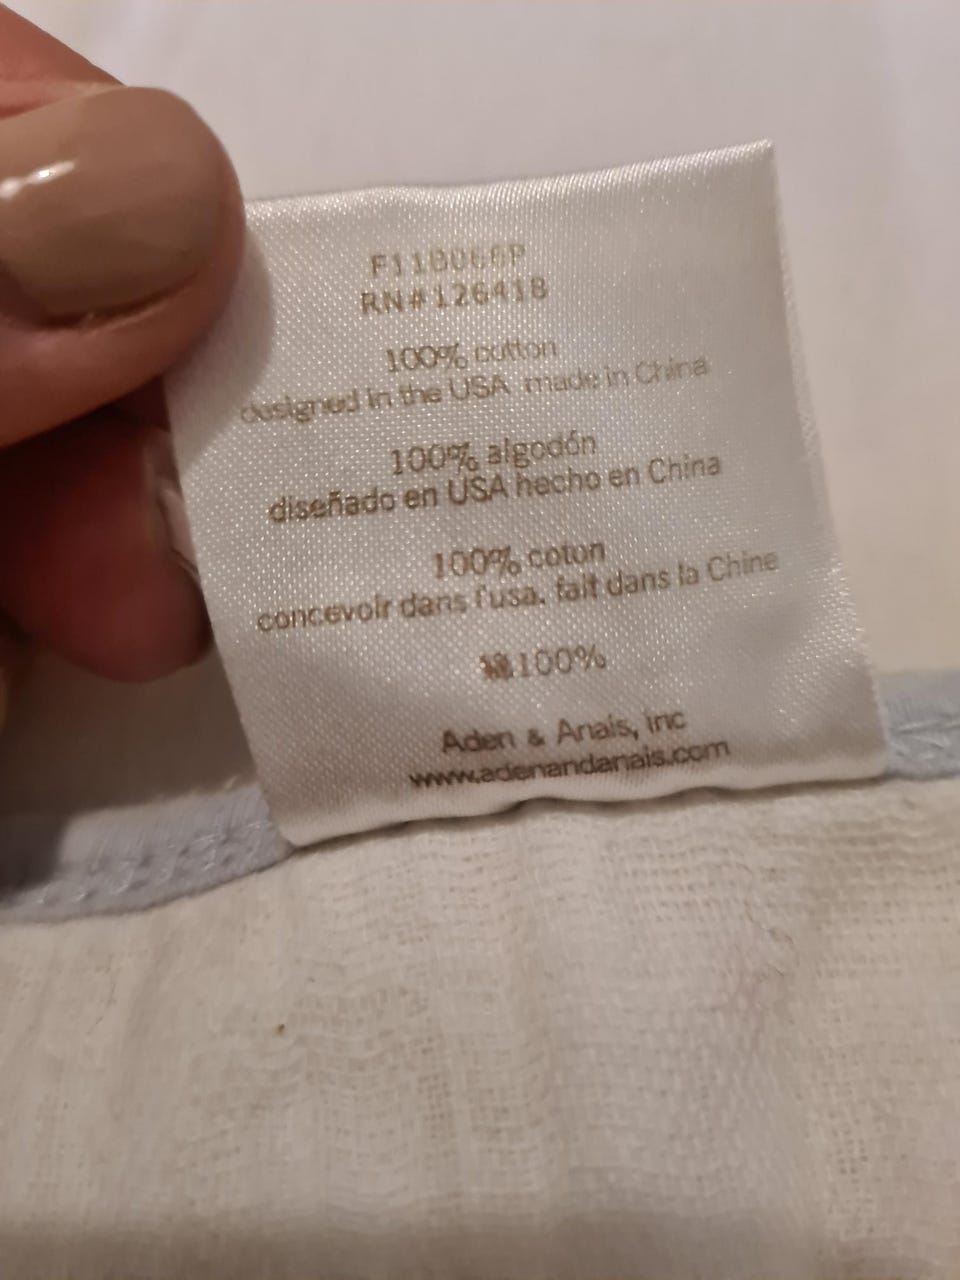 RN#126418
100% cotton
designed in the USA made in China
100% algodón
diseñado en USA hecho en China
100% coton
concevoir dans l'usa. fait dans la Chine
100%
Aden & Anais, inc
www.adenandanais.com